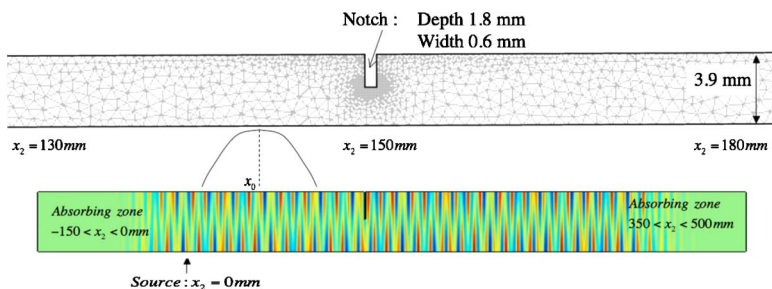 Notch : Depth 1.8 mm
Width 0.6 mm
3.9 mm
x₂ = 130mm
x₂ = 150mm
x₂ = 180mm
x₀
Absorbing zone
−150 < x₂ < 0mm
Absorbing zone
350 < x₂ < 500mm
Source : x₂ = 0mm